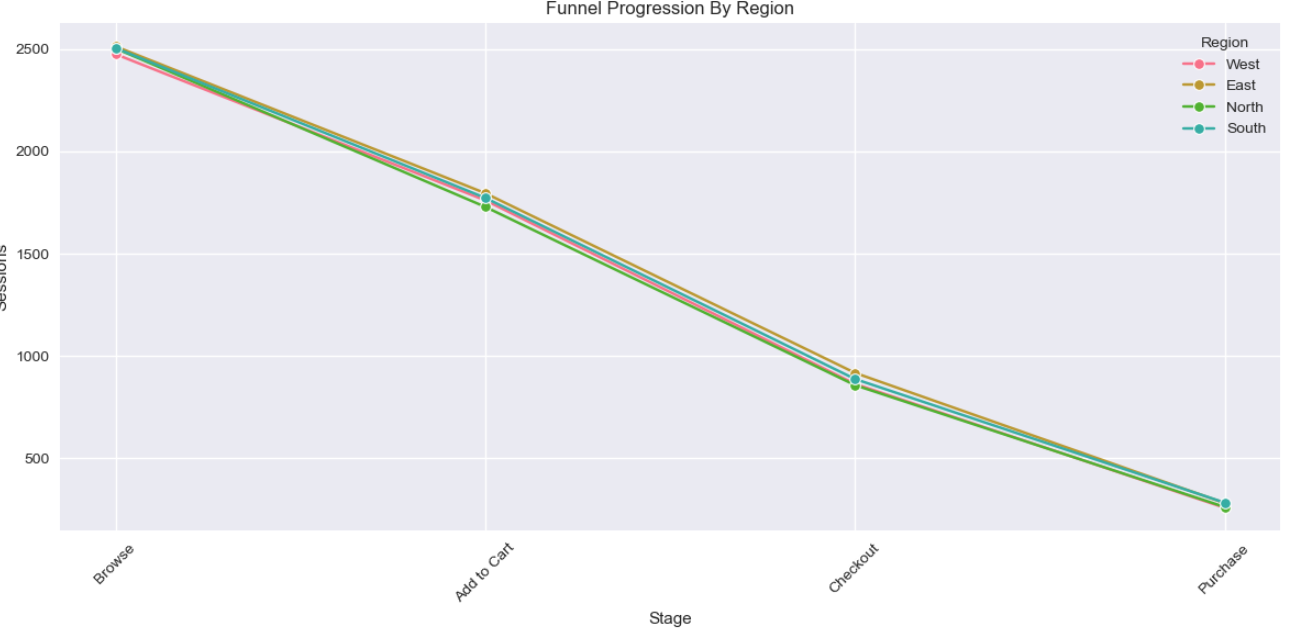 Funnel Progression By Region
2500
2000
1500
1000
500
Sessions
Region
West
East
North
South
Browse
Add to Cart
Checkout
Purchase
Stage